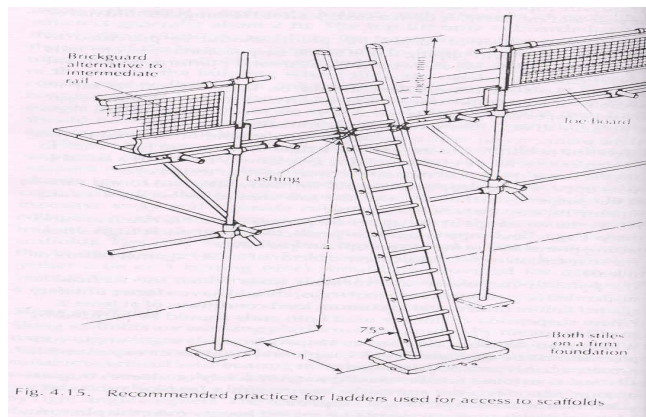 Brickguard
alternative to
intermediate
rail
1 metre min.
Toe board
Lashing
4
75°
1
Both stiles
on a firm
foundation
Fig. 4.15. Recommended practice for ladders used for access to scaffolds